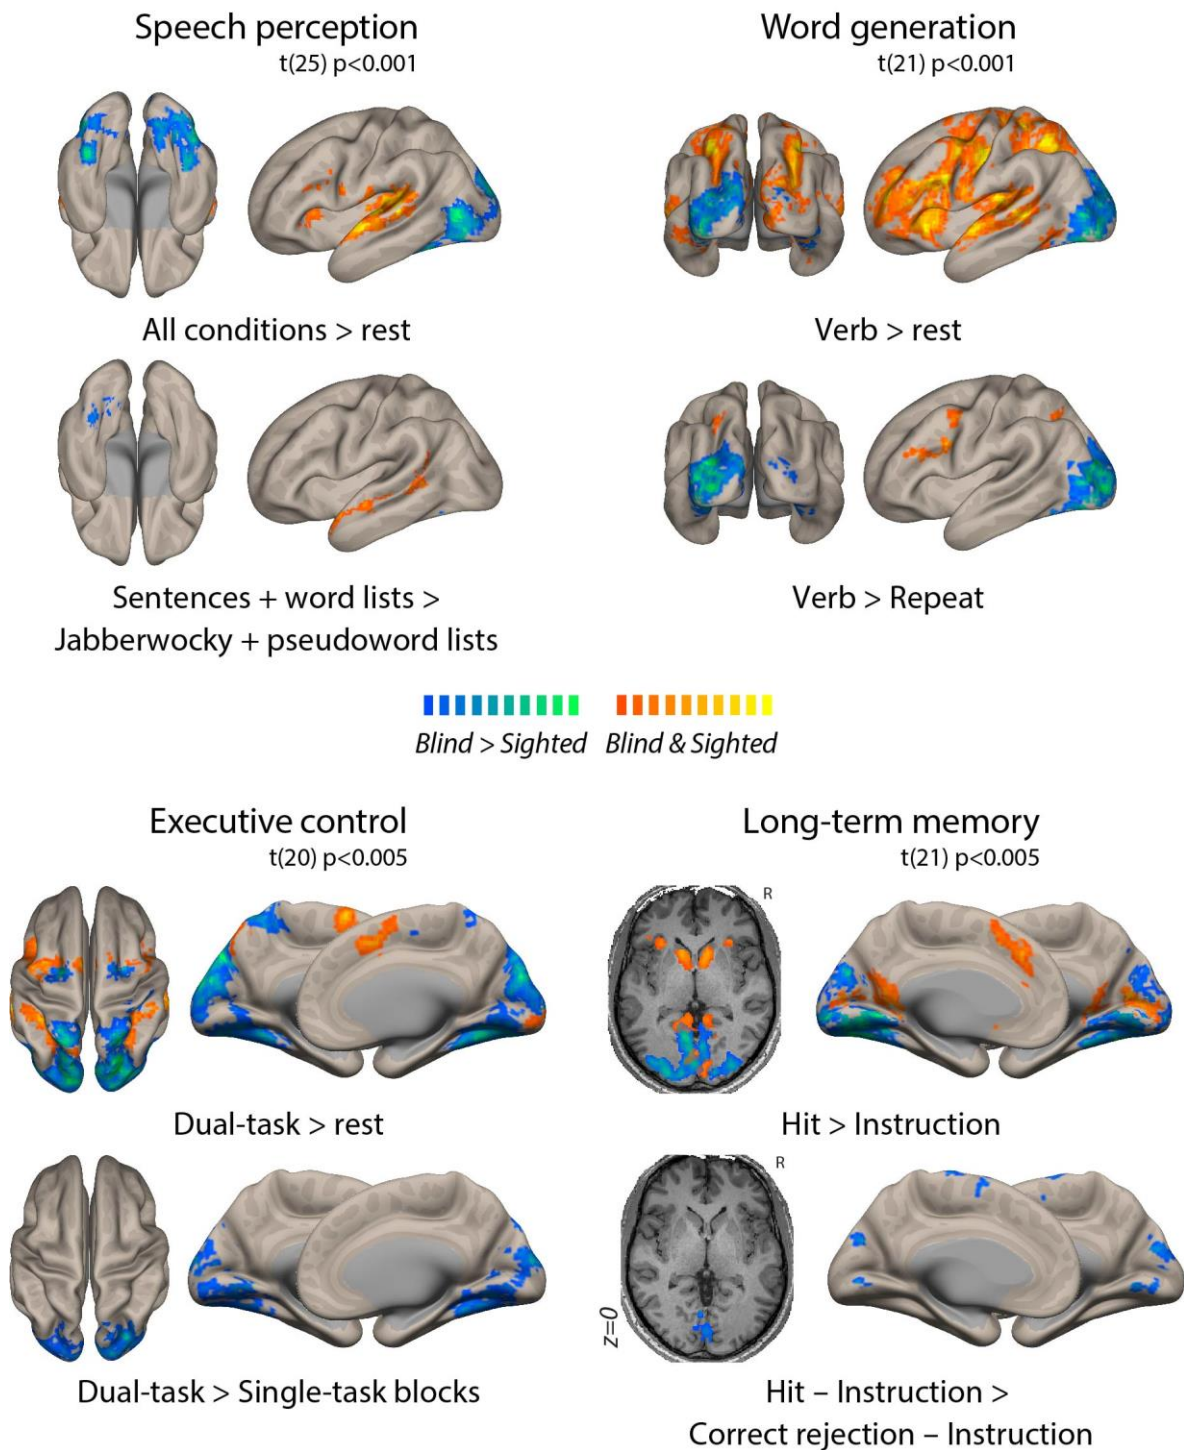 Speech perception
t(25) p<0.001
Word generation
t(21) p<0.001
All conditions > rest
Verb > rest
Sentences + word lists >
Jabberwocky + pseudoword lists
Verb > Repeat
Blind > Sighted
Blind & Sighted
Executive control
t(20) p<0.005
Long-term memory
t(21) p<0.005
R
Dual-task > rest
Hit > Instruction
R
z=0
Dual-task > Single-task blocks
Hit – Instruction >
Correct rejection – Instruction